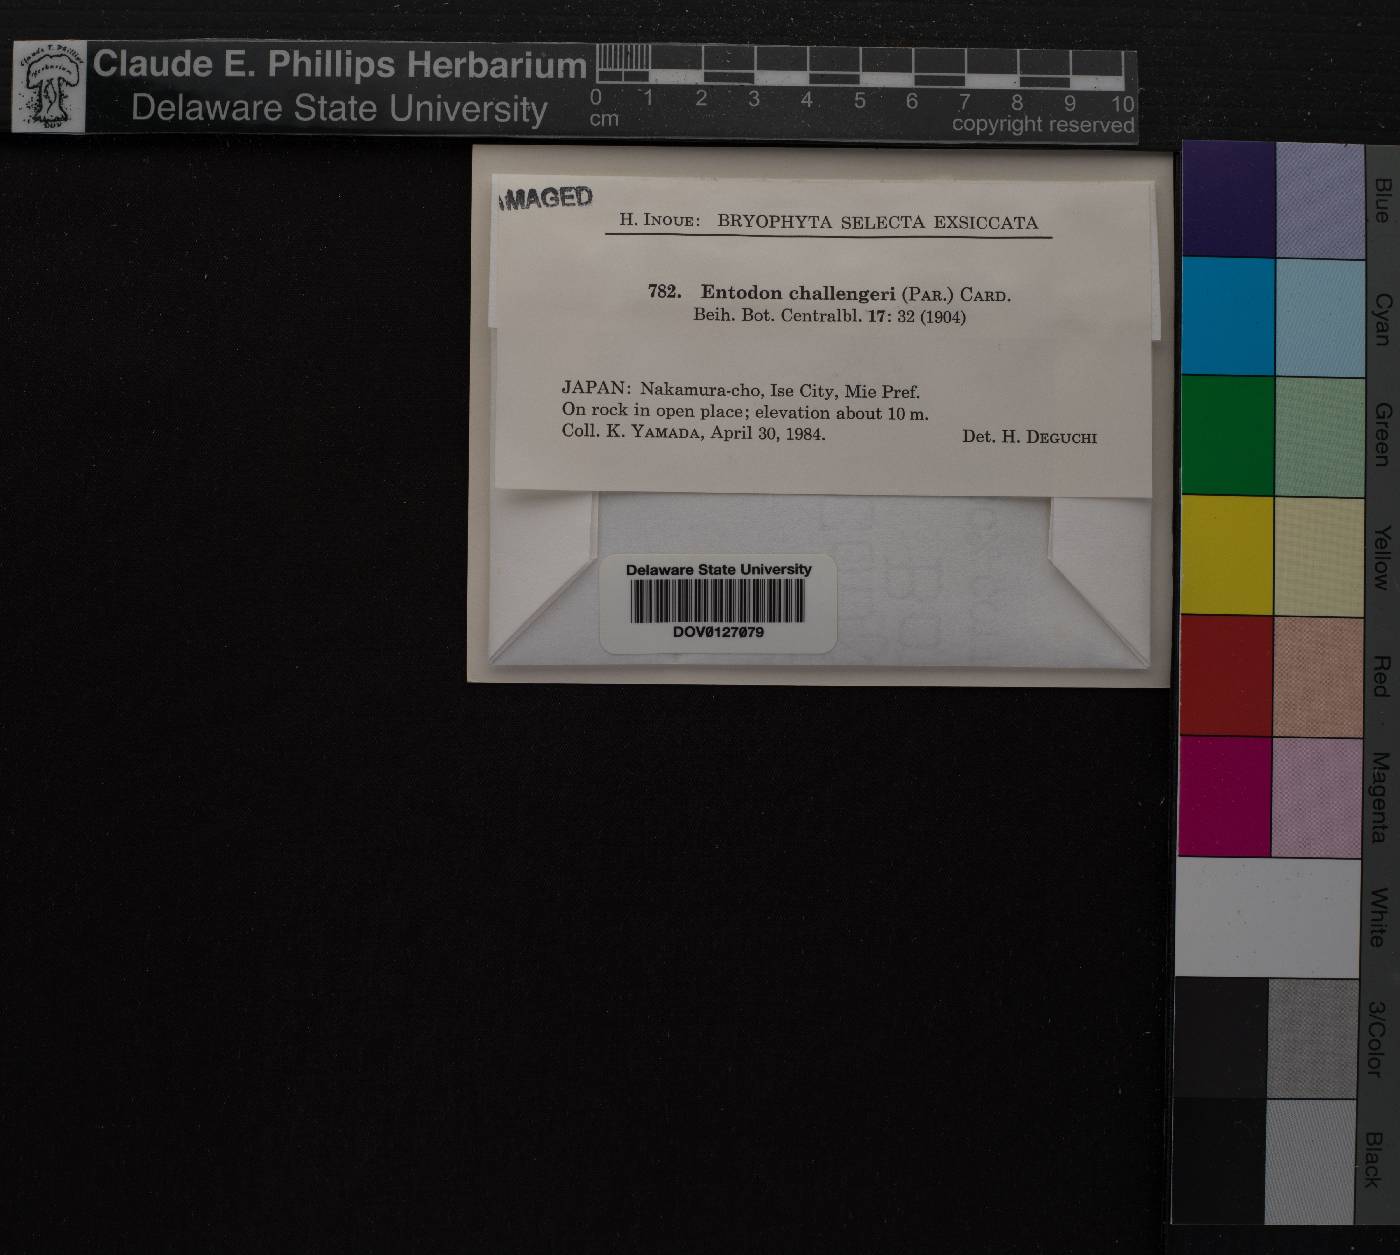 Claude E. Phillips Herbarium
Delaware State University
0 1 2 3 4 5 6 7 8 9 10
cm
copyright reserved
MAGED
H. INOUE: BRYOPHYTA SELECTA EXSICCATA
782. Entodon challengeri (PAR.) CARD.
Beih. Bot. Centralbl. 17: 32 (1904)
JAPAN: Nakamura-cho, Ise City, Mie Pref.
On rock in open place; elevation about 10 m.
Coll. K. YAMADA, April 30, 1984.
Det. H. DEGUCHI
Delaware State University
DOV0127079
Blue
Cyan
Green
Yellow
Red
Magenta
White
3/Color
Black